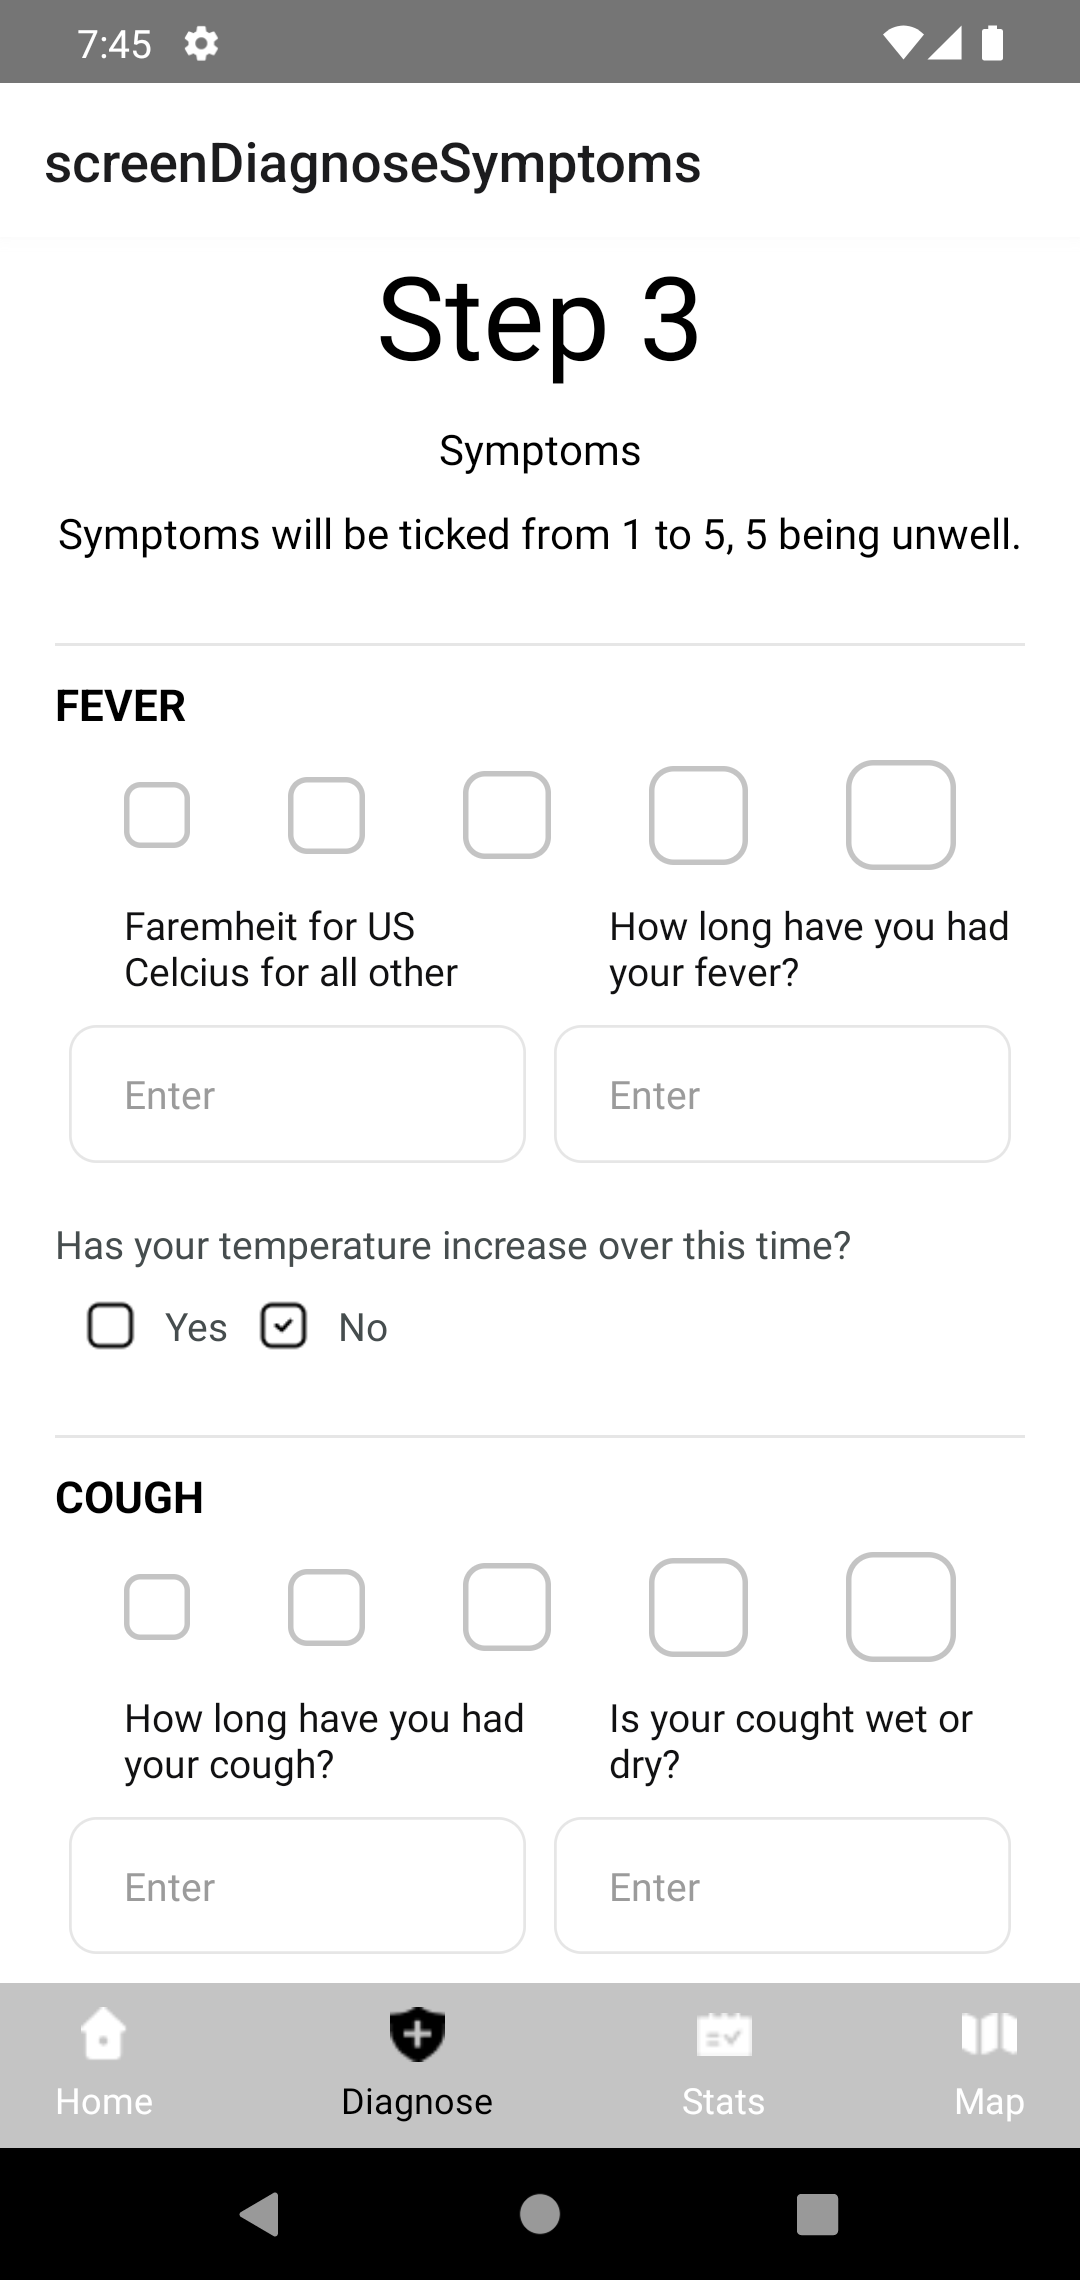 7:45
screenDiagnoseSymptoms
Step 3
Symptoms
Symptoms will be ticked from 1 to 5, 5 being unwell.
FEVER
Faremheit for US
Celcius for all other
How long have you had
your fever?
Enter
Enter
Has your temperature increase over this time?
Yes
No
COUGH
How long have you had
your cough?
Is your cought wet or
dry?
Enter
Enter
Home
Diagnose
Stats
Map